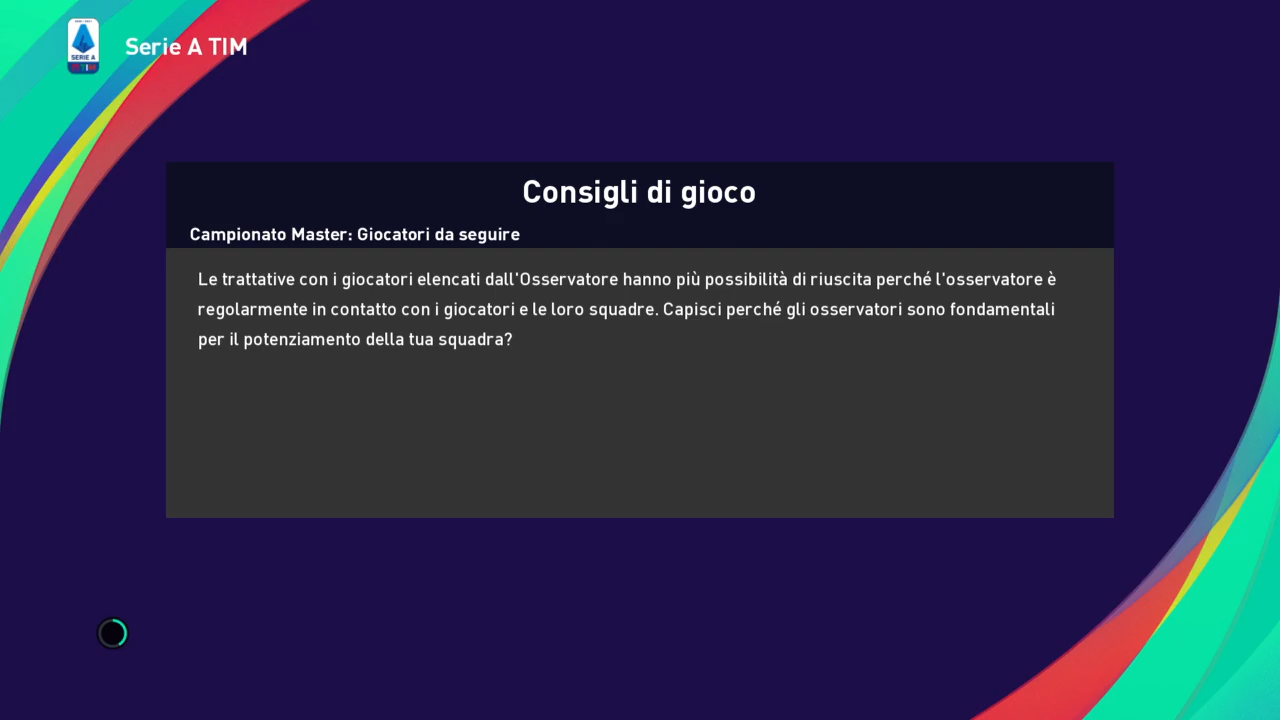 SERIE A
TIM
Serie A TIM
Consigli di gioco
Campionato Master: Giocatori da seguire
Le trattative con i giocatori elencati dall'Osservatore hanno più possibilità di riuscita perché l'osservatore è
regolarmente in contatto con i giocatori e le loro squadre. Capisci perché gli osservatori sono fondamentali
per il potenziamento della tua squadra?